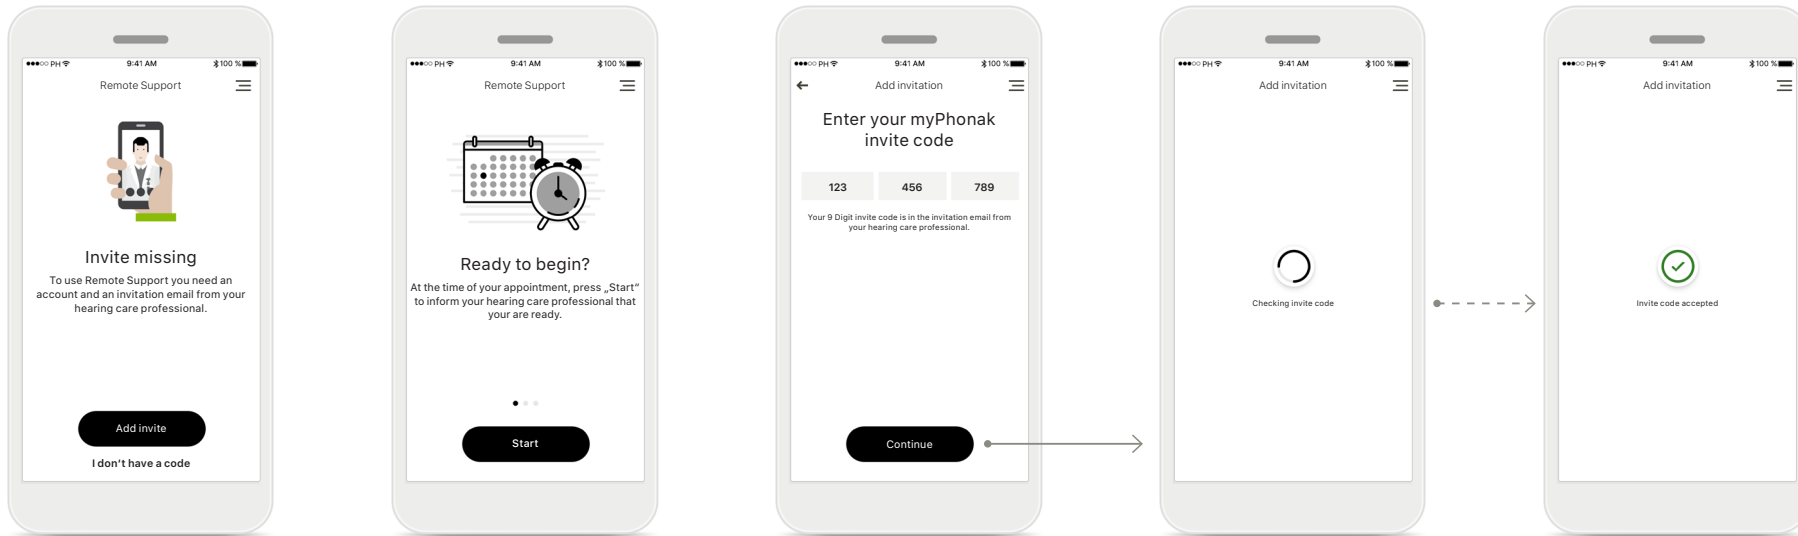 ●●●○○ PH 9:41 AM 100 %
Remote Support
Invite missing
To use Remote Support you need an
account and an invitation email from your
hearing care professional.
Add invite
I don't have a code
●●●○○ PH 9:41 AM 100 %
Remote Support
Ready to begin?
At the time of your appointment, press „Start“
to inform your hearing care professional that
your are ready.
Start
●●●○○ PH 9:41 AM 100 %
Add invitation
Enter your myPhonak
invite code
123 456 789
Your 9 Digit invite code is in the invitation email from
your hearing care professional.
Continue
●●●○○ PH 9:41 AM 100 %
Add invitation
Checking invite code
●●●○○ PH 9:41 AM 100 %
Add invitation
Invite code accepted